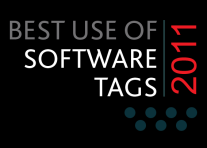 BEST USE OF
SOFTWARE
TAGS
2011